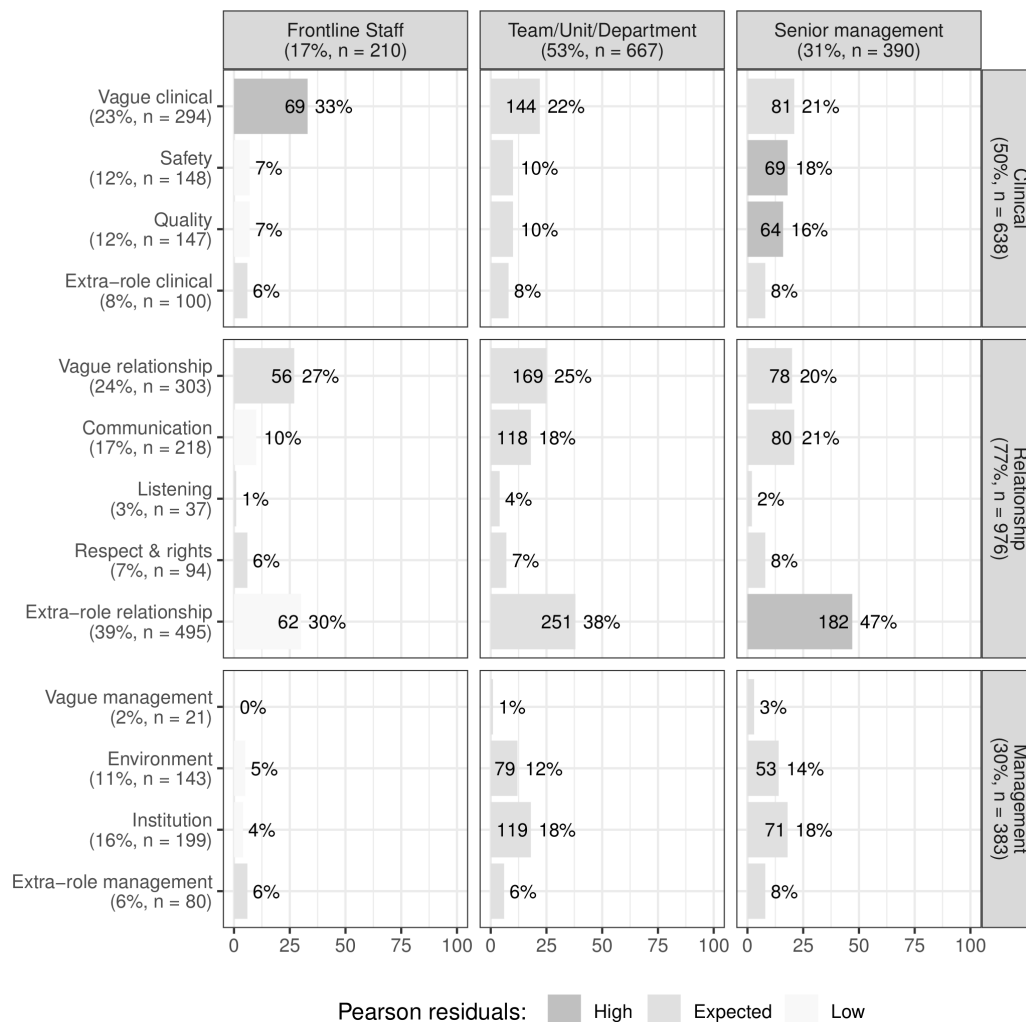 Frontline Staff
(17%, n = 210)
Team/Unit/Department
(53%, n = 667)
Senior management
(31%, n = 390)
Vague clinical
(23%, n = 294)
69 33%
144 22%
81 21%
Safety
(12%, n = 148)
7%
10%
69 18%
Quality
(12%, n = 147)
7%
10%
64 16%
Extra−role clinical
(8%, n = 100)
6%
8%
8%
Clinical
(50%, n = 638)
Vague relationship
(24%, n = 303)
56 27%
169 25%
78 20%
Communication
(17%, n = 218)
10%
118 18%
80 21%
Listening
(3%, n = 37)
1%
4%
2%
Respect & rights
(7%, n = 94)
6%
7%
8%
Extra−role relationship
(39%, n = 495)
62 30%
251 38%
182 47%
Relationship
(77%, n = 976)
Vague management
(2%, n = 21)
0%
1%
3%
Environment
(11%, n = 143)
5%
79 12%
53 14%
Institution
(16%, n = 199)
4%
119 18%
71 18%
Extra−role management
(6%, n = 80)
6%
6%
8%
Management
(30%, n = 383)
0 25 50 75 100
0 25 50 75 100
0 25 50 75 100
Pearson residuals: High Expected Low